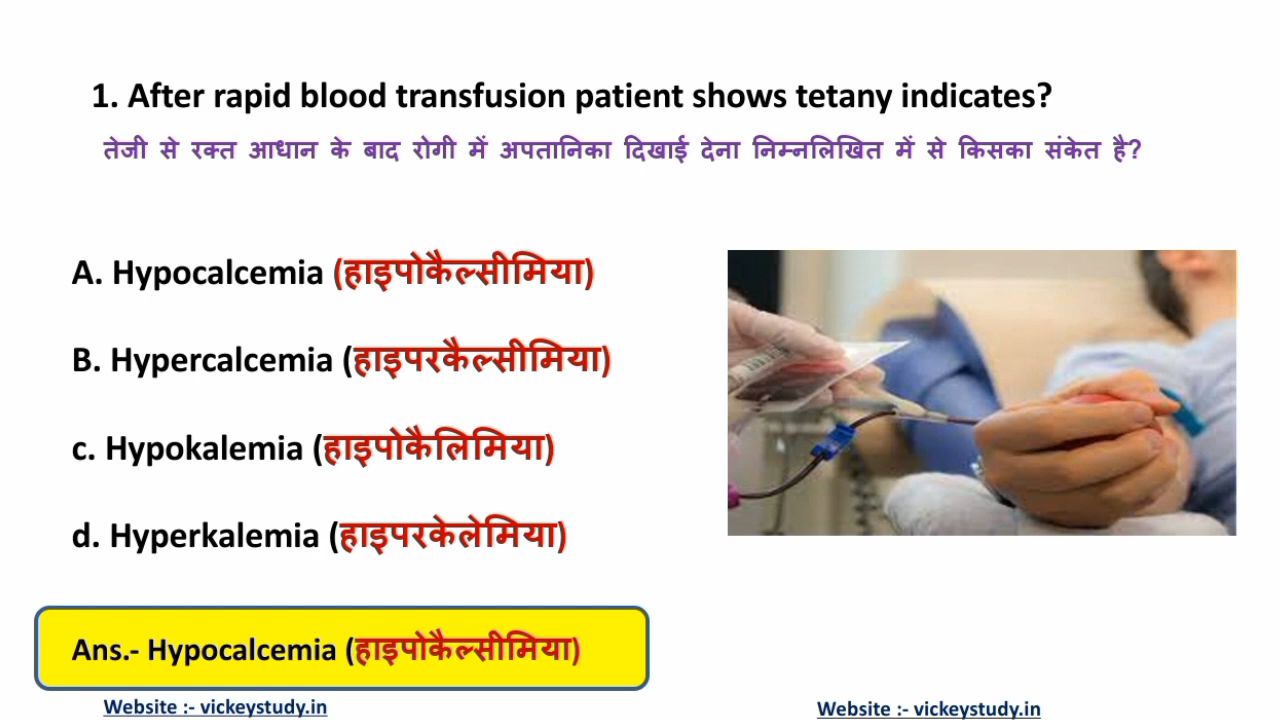 1. After rapid blood transfusion patient shows tetany indicates?
तेजी से रक्त आधान के बाद रोगी में अपतानिका दिखाई देना निम्नलिखित में से किसका संकेत है?
A. Hypocalcemia (हाइपोकैल्सीमिया)
B. Hypercalcemia (हाइपरकैल्सीमिया)
c. Hypokalemia (हाइपोकैलिमिया)
d. Hyperkalemia (हाइपरकेलेमिया)
Ans.- Hypocalcemia (हाइपोकैल्सीमिया)
Website :- vickeystudy.in
Website :- vickeystudy.in